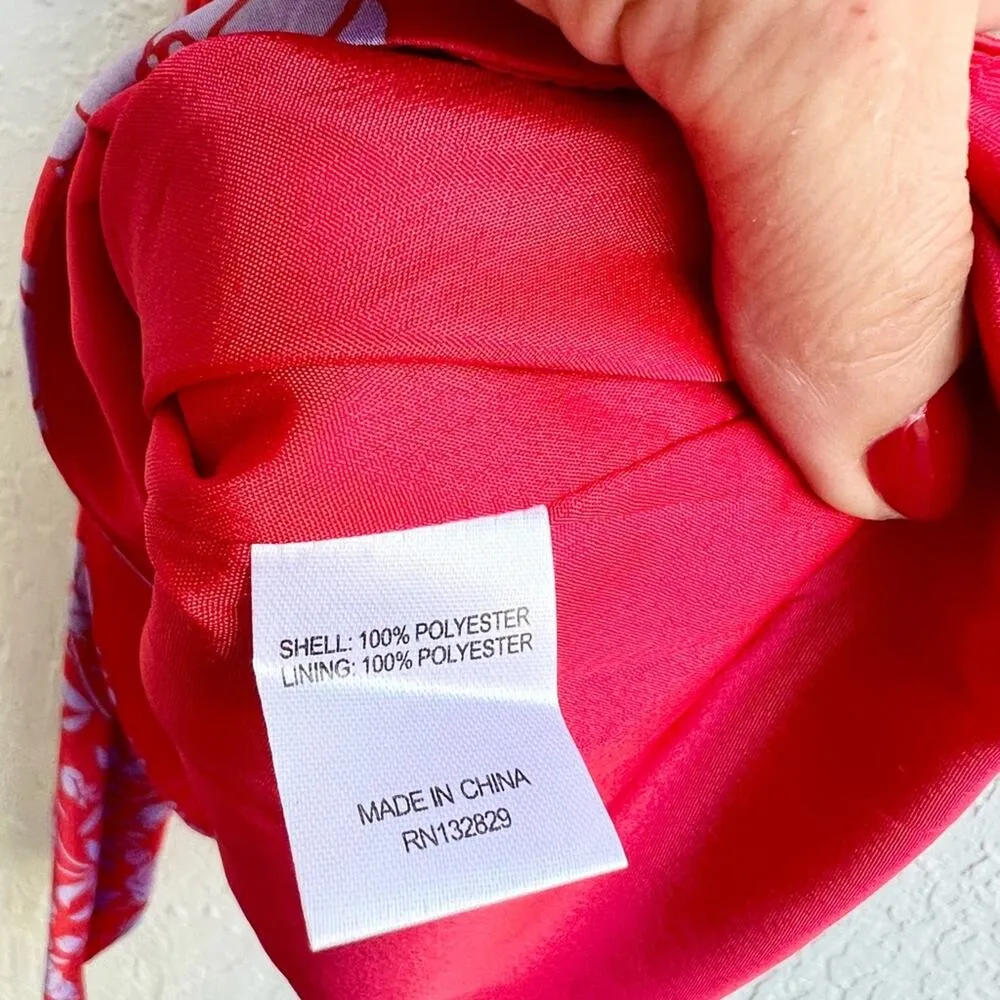 SHELL: 100% POLYESTER
LINING: 100% POLYESTER
MADE IN CHINA
RN132829